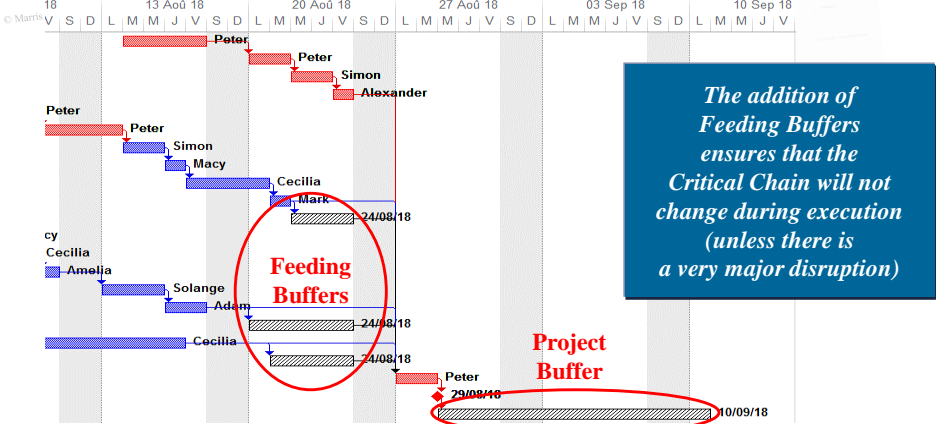 18 13 Aoû 18 20 Aoû 18 27 Aoû 18 03 Sep 18 10 Sep 18
© Marris
V S D L M M J V S D L M M J V S D L M M J V S D L M M J V S D L M M J V
Peter
Peter
Simon
Alexander
Peter
Peter
Simon
Macy
Cecilia
Mark
24/08/18
cy
Cecilia
Amelia
Solange
Adam
24/08/18
Cecilia
24/08/18
Peter
29/08/18
10/09/18
Feeding
Buffers
Project
Buffer
The addition of
Feeding Buffers
ensures that the
Critical Chain will not
change during execution
(unless there is
a very major disruption)